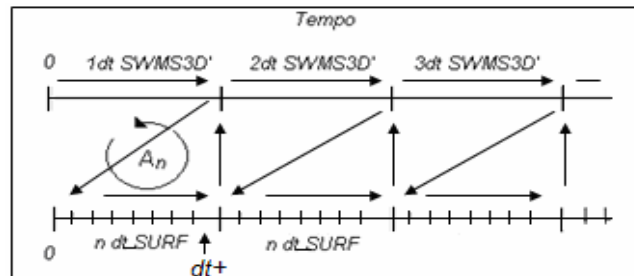 Tempo
0 1dt SWMS3D' 2dt SWMS3D' 3dt SWMS3D'
An
0 n dt_SURF n dt_SURF
dt+